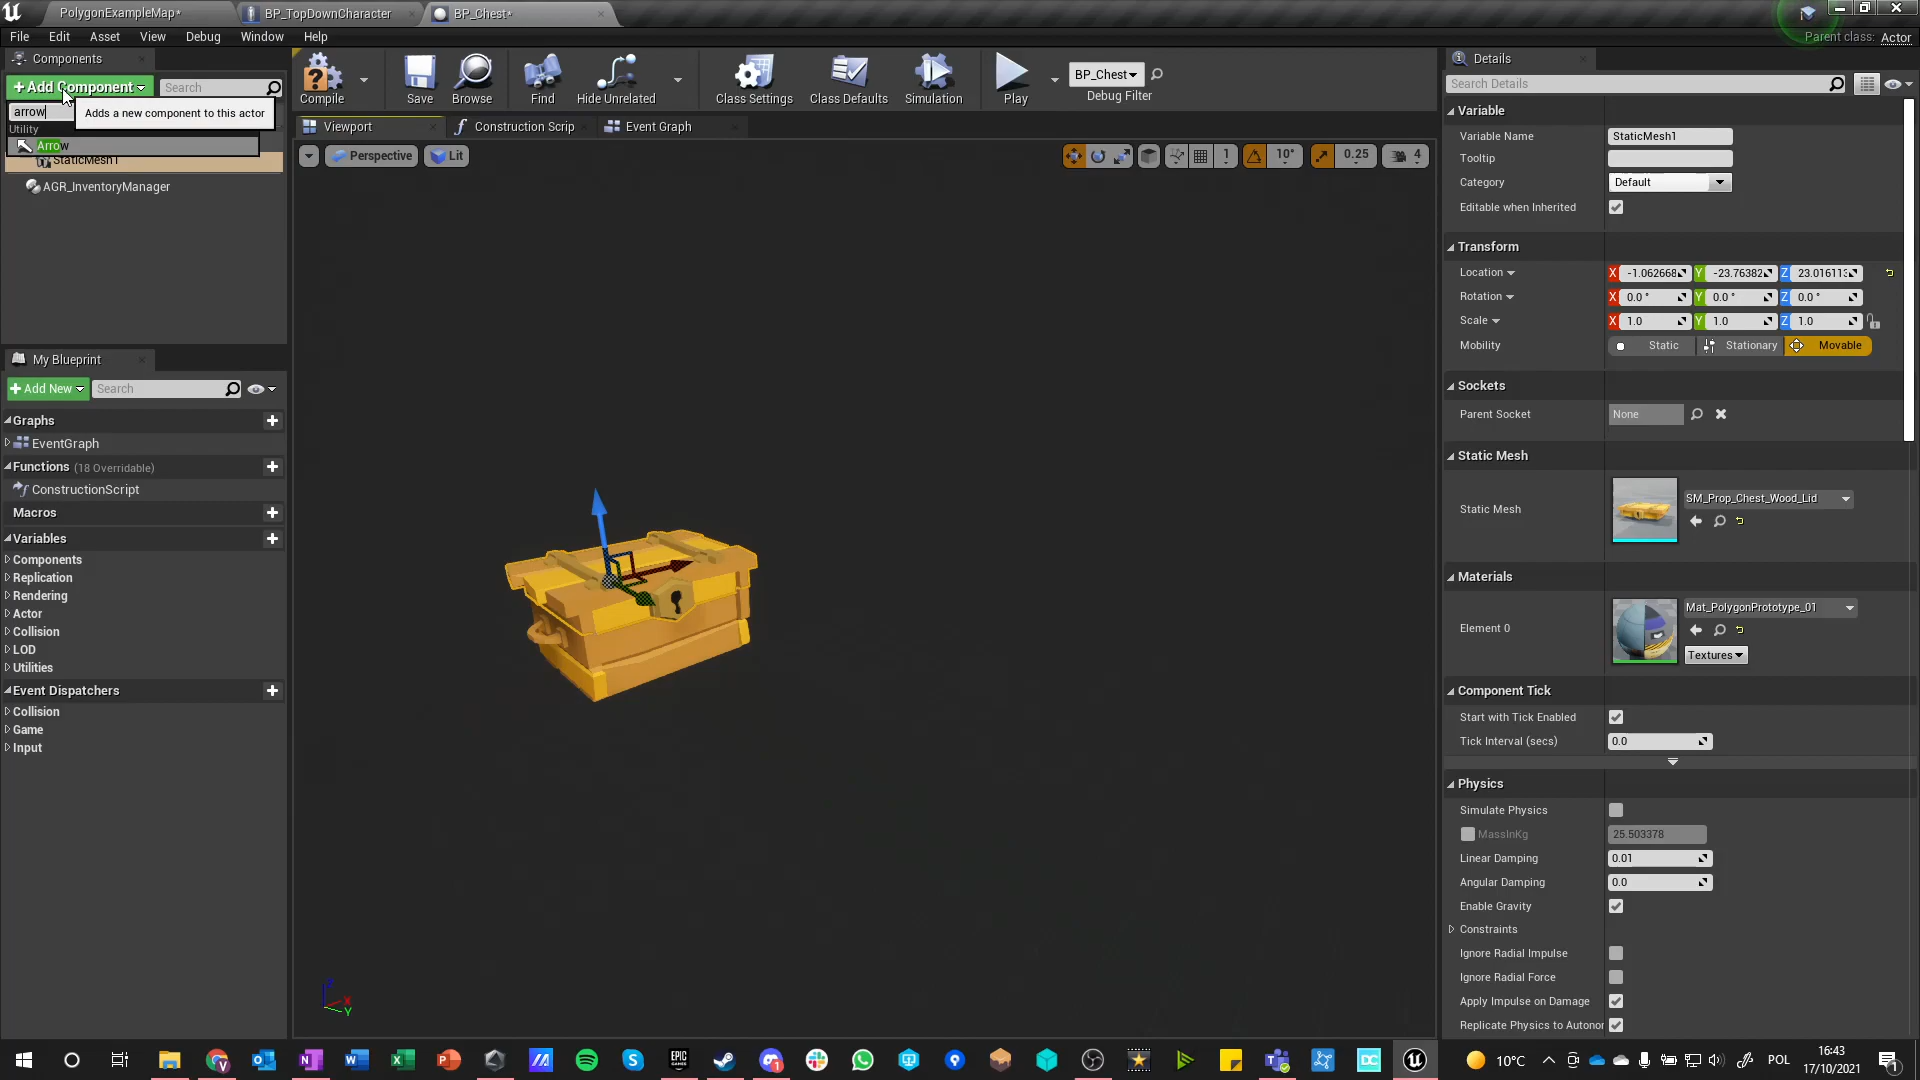 PolygonExampleMap*
BP_TopDownCharacter
BP_Chest*
File Edit Asset View Debug Window Help
Parent class: Actor
Components
+ Add Component
Search
arrow
Adds a new component to this actor
Utility
Arrow
StaticMesh1
AGR_InventoryManager
Compile
Save
Browse
Find
Hide Unrelated
Class Settings
Class Defaults
Simulation
Play
BP_Chest
Debug Filter
Viewport
Construction Scrip
Event Graph
Perspective
Lit
1
10°
0.25
4
My Blueprint
+ Add New
Search
Graphs
EventGraph
Functions (18 Overridable)
ConstructionScript
Macros
Variables
Components
Replication
Rendering
Actor
Collision
LOD
Utilities
Event Dispatchers
Collision
Game
Input
Z
X
Y
Details
Search Details
Variable
Variable Name StaticMesh1
Tooltip
Category Default
Editable when Inherited
Transform
Location X -1.062668 Y -23.76382 Z 23.016113
Rotation X 0.0 ° Y 0.0 ° Z 0.0 °
Scale X 1.0 Y 1.0 Z 1.0
Mobility Static Stationary Movable
Sockets
Parent Socket None
Static Mesh
Static Mesh SM_Prop_Chest_Wood_Lid
Materials
Element 0 Mat_PolygonPrototype_01
Textures
Component Tick
Start with Tick Enabled
Tick Interval (secs) 0.0
Physics
Simulate Physics
MassInKg 25.503378
Linear Damping 0.01
Angular Damping 0.0
Enable Gravity
Constraints
Ignore Radial Impulse
Ignore Radial Force
Apply Impulse on Damage
Replicate Physics to Autonor
10°C
POL
16:43
17/10/2021